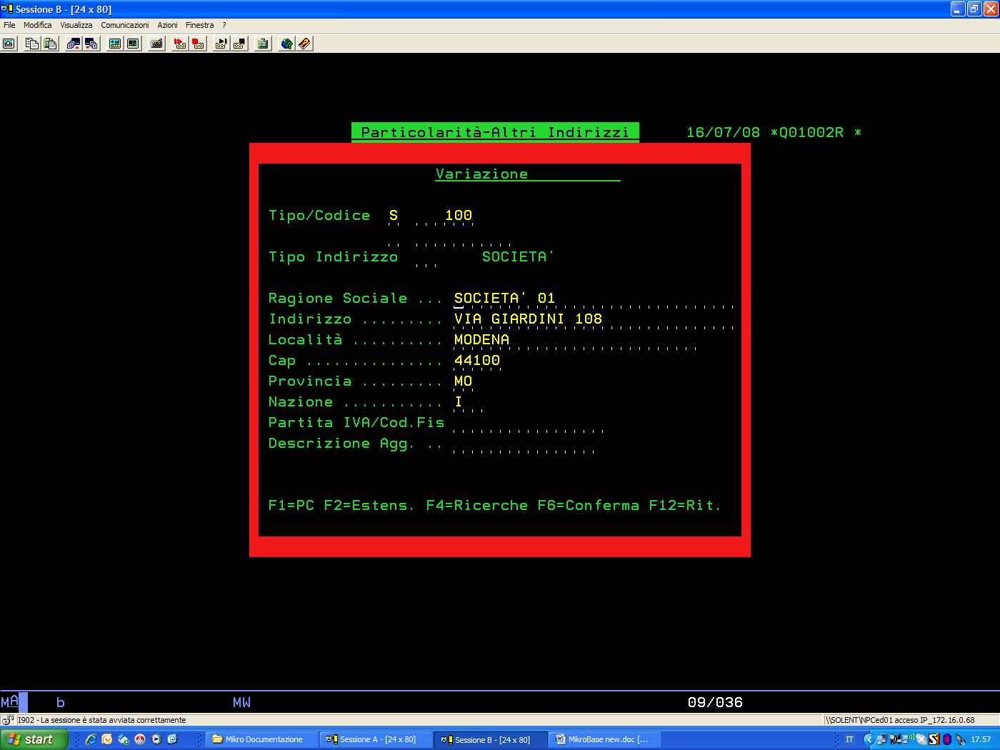 Sessione B - [24 x 80]
File Modifica Visualizza Comunicazioni Azioni Finestra ?
Particolarità-Altri Indirizzi 16/07/08 *Q01002R *
Variazione
Tipo/Codice S 100
Tipo Indirizzo SOCIETA'
Ragione Sociale ... SOCIETA' 01
Indirizzo ......... VIA GIARDINI 108
Località .......... MODENA
Cap ............... 44100
Provincia ......... MO
Nazione ........... I
Partita IVA/Cod.Fis
Descrizione Agg. ..
F1=PC F2=Estens. F4=Ricerche F6=Conferma F12=Rit.
MA b MW 09/036
I902 - La sessione è stata avviata correttamente \\SOLENT\NPCed01 acceso IP_172.16.0.68
start Mikro Documentazione Sessione A - [24 x 80] Sessione B - [24 x 80] MikroBase new.doc [... IT 17.57